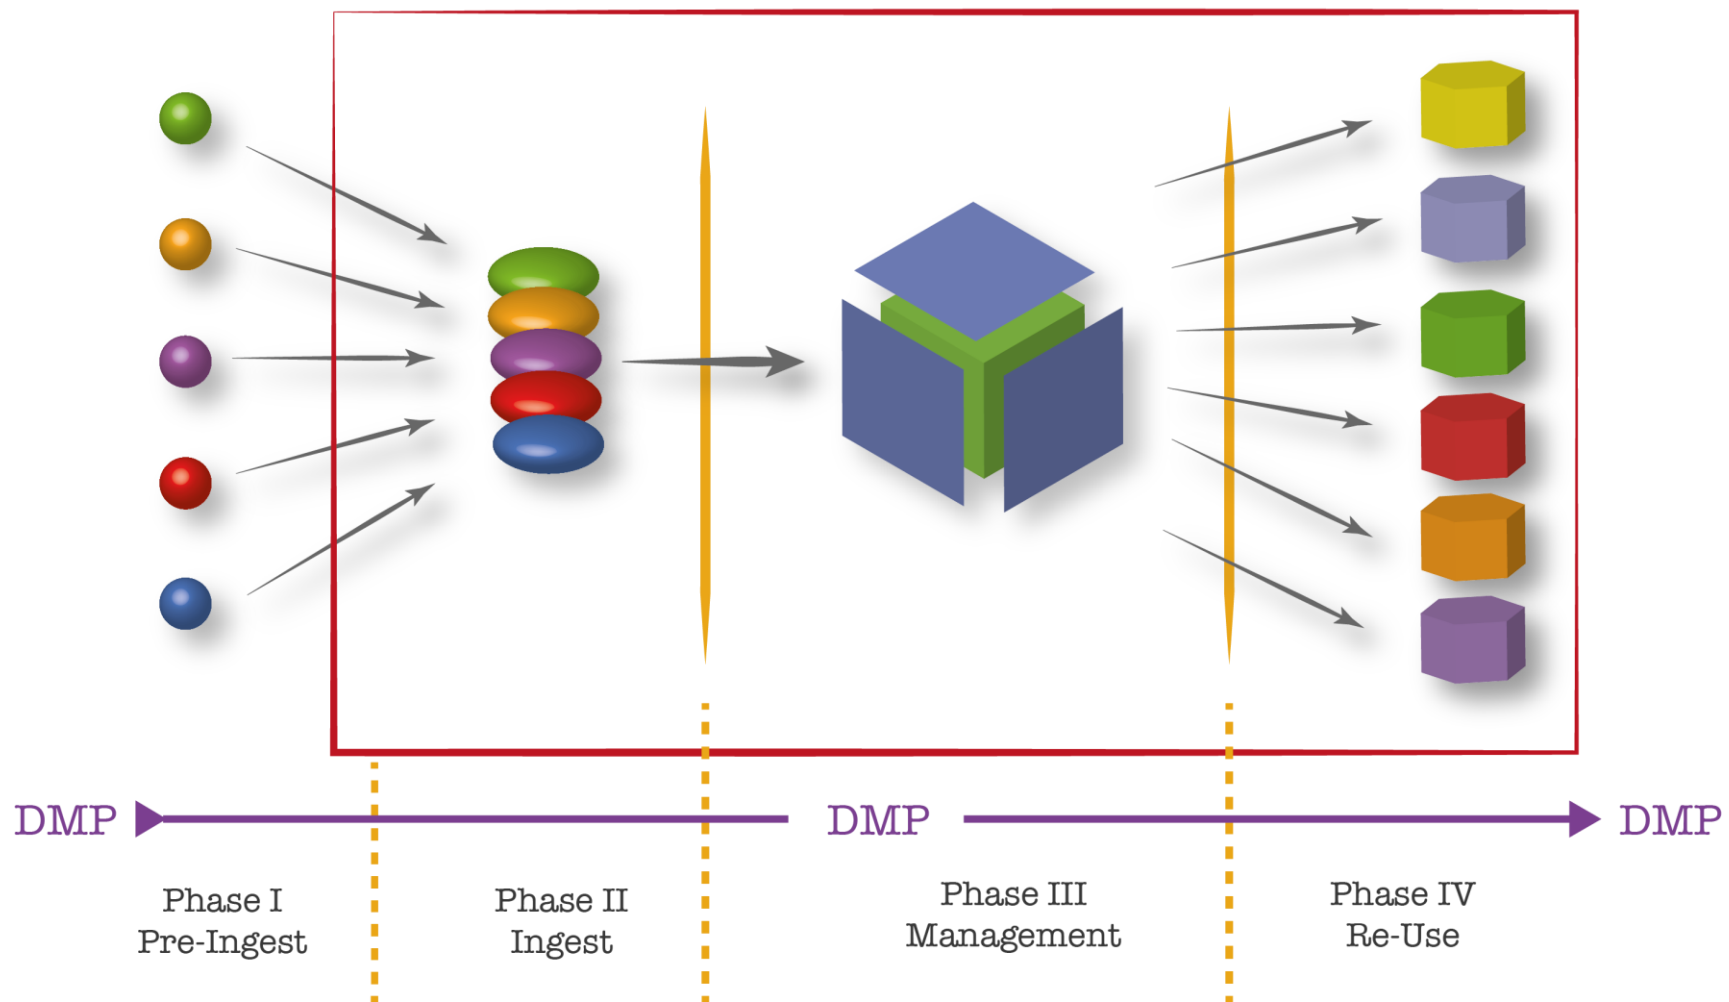 DMP
DMP
DMP
Phase I
Pre-Ingest
Phase II
Ingest
Phase III
Management
Phase IV
Re-Use